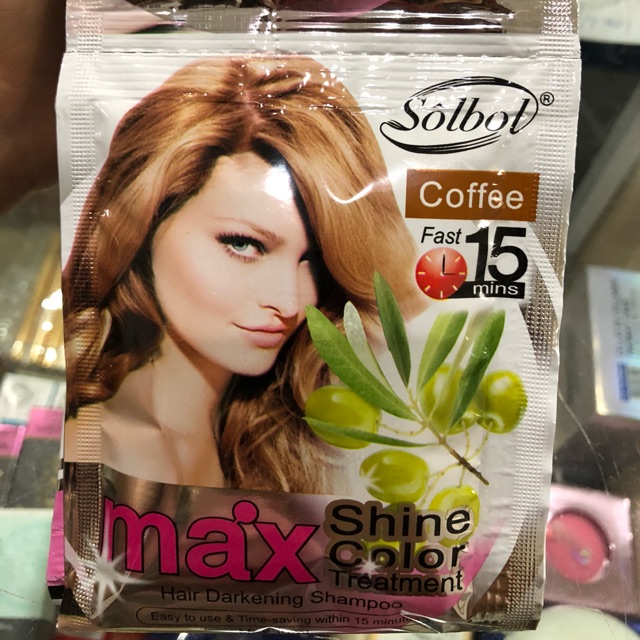 Sôlbol®
Coffee
Fast 15
mins
max Shine
Color
Treatment
Hair Darkening Shampoo
Easy to use & Time-saving within 15 minut